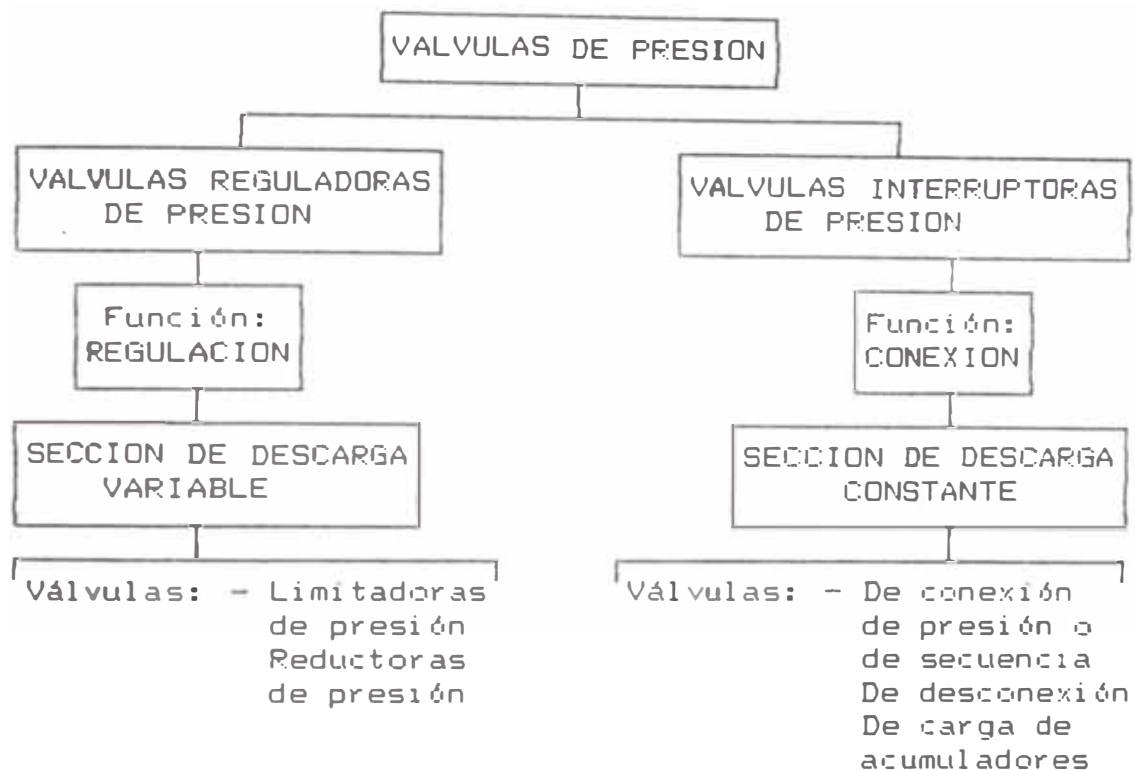 VALVULAS DE PRESION
VALVULAS REGULADORAS
DE PRESION
Función:
REGULACION
SECCION DE DESCARGA
VARIABLE
Válvulas: - Limitadoras
de presión
Reductoras
de presión
VALVULAS INTERRUPTORAS
DE PRESION
Función:
CONEXION
SECCION DE DESCARGA
CONSTANTE
Válvulas: - De conexión
de presión o
de secuencia
De desconexión
De carga de
acumuladores